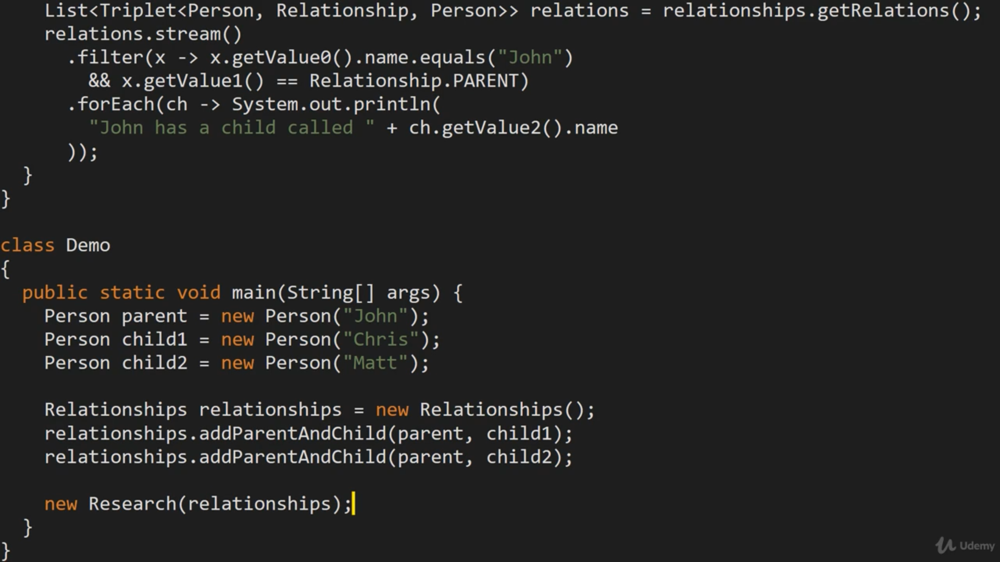 List<Triplet<Person, Relationship, Person>> relations = relationships.getRelations();
relations.stream()
.filter(x -> x.getValue0().name.equals("John")
&& x.getValue1() == Relationship.PARENT)
.forEach(ch -> System.out.println(
"John has a child called " + ch.getValue2().name
));
}
}
class Demo
{
public static void main(String[] args) {
Person parent = new Person("John");
Person child1 = new Person("Chris");
Person child2 = new Person("Matt");
Relationships relationships = new Relationships();
relationships.addParentAndChild(parent, child1);
relationships.addParentAndChild(parent, child2);
new Research(relationships);
}
}
Udemy